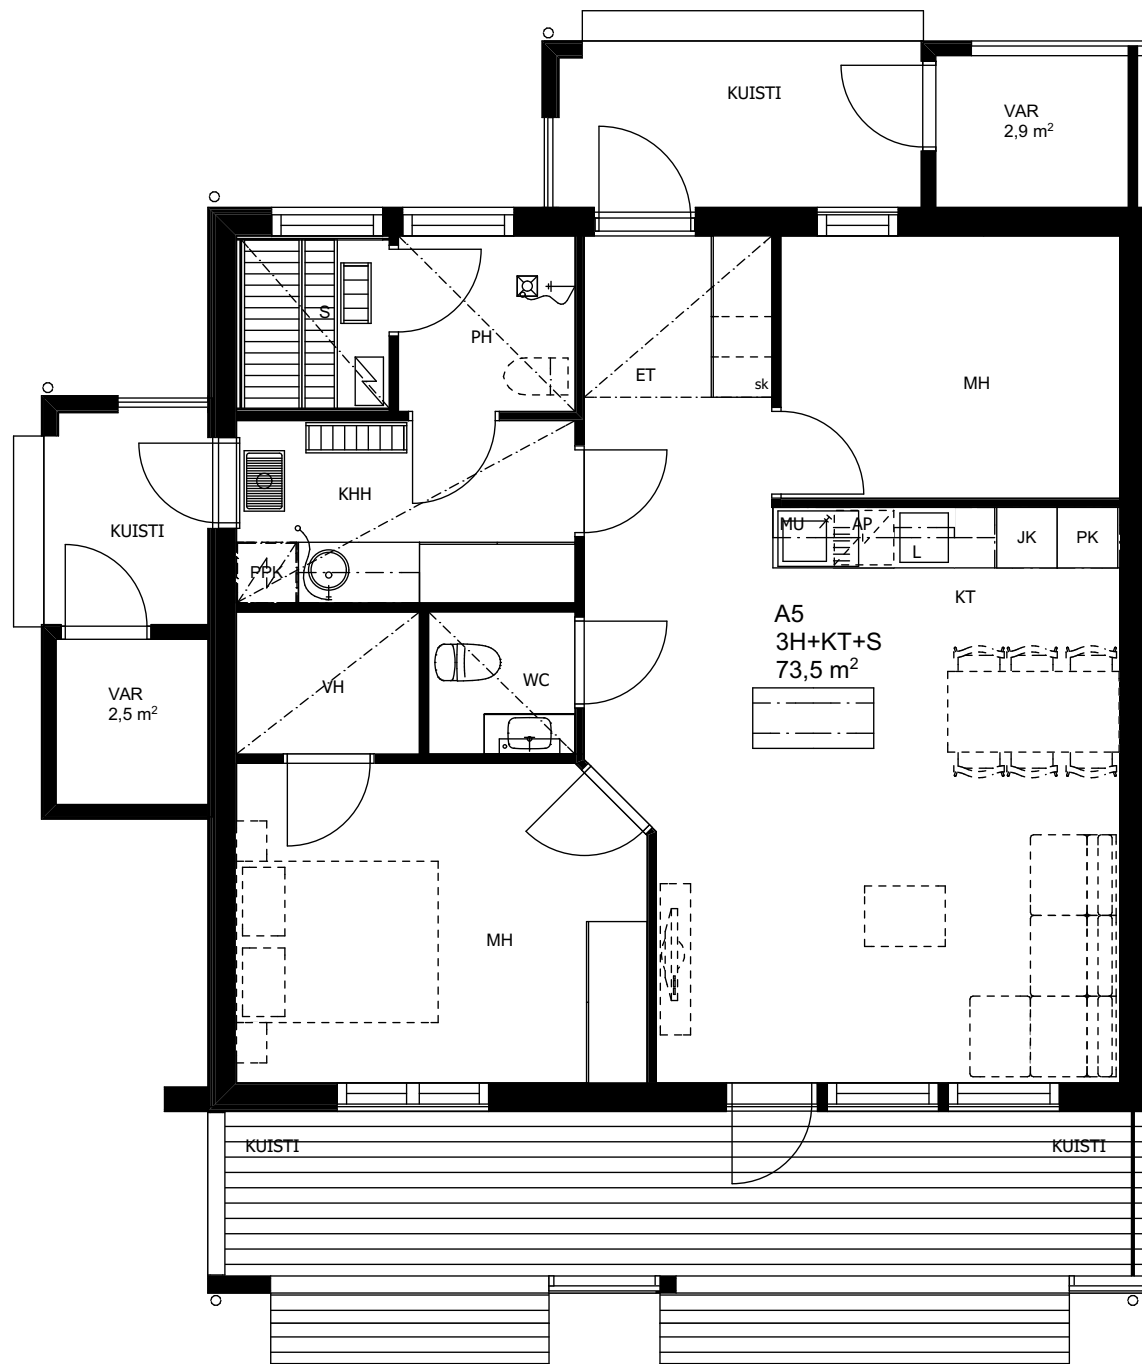 KUISTI
VAR
2,9 m²
S
PH
ET
sk
MH
KHH
KUISTI
PPK
MU
AP
L
JK
PK
KT
A5
3H+KT+S
73,5 m²
VAR
2,5 m²
VH
WC
MH
KUISTI
KUISTI